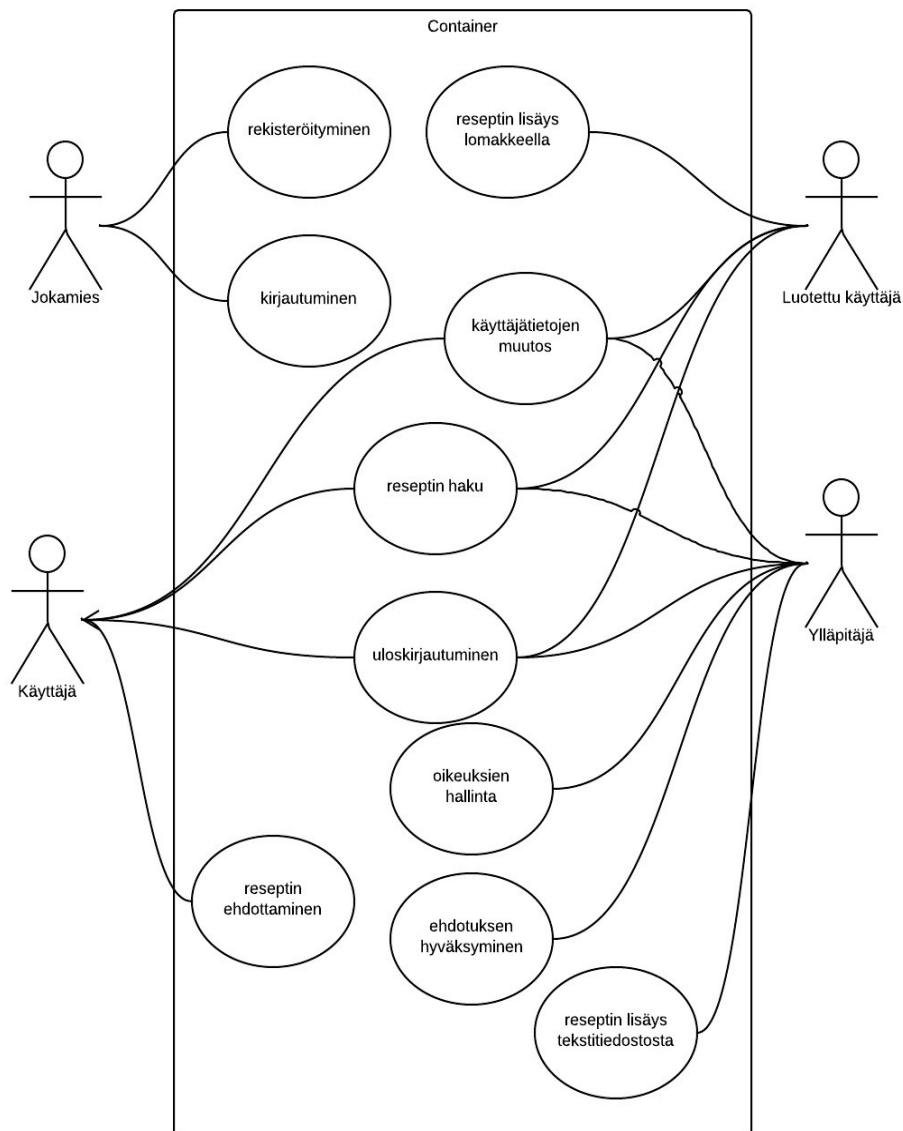 Container
rekisteröityminen
reseptin lisäys
lomakkeella
Jokamies
kirjautuminen
Luotettu käyttäjä
käyttäjätietojen
muutos
reseptin haku
Käyttäjä
uloskirjautuminen
Ylläpitäjä
oikeuksien
hallinta
reseptin
ehdottaminen
ehdotuksen
hyväksyminen
reseptin lisäys
tekstitiedostosta